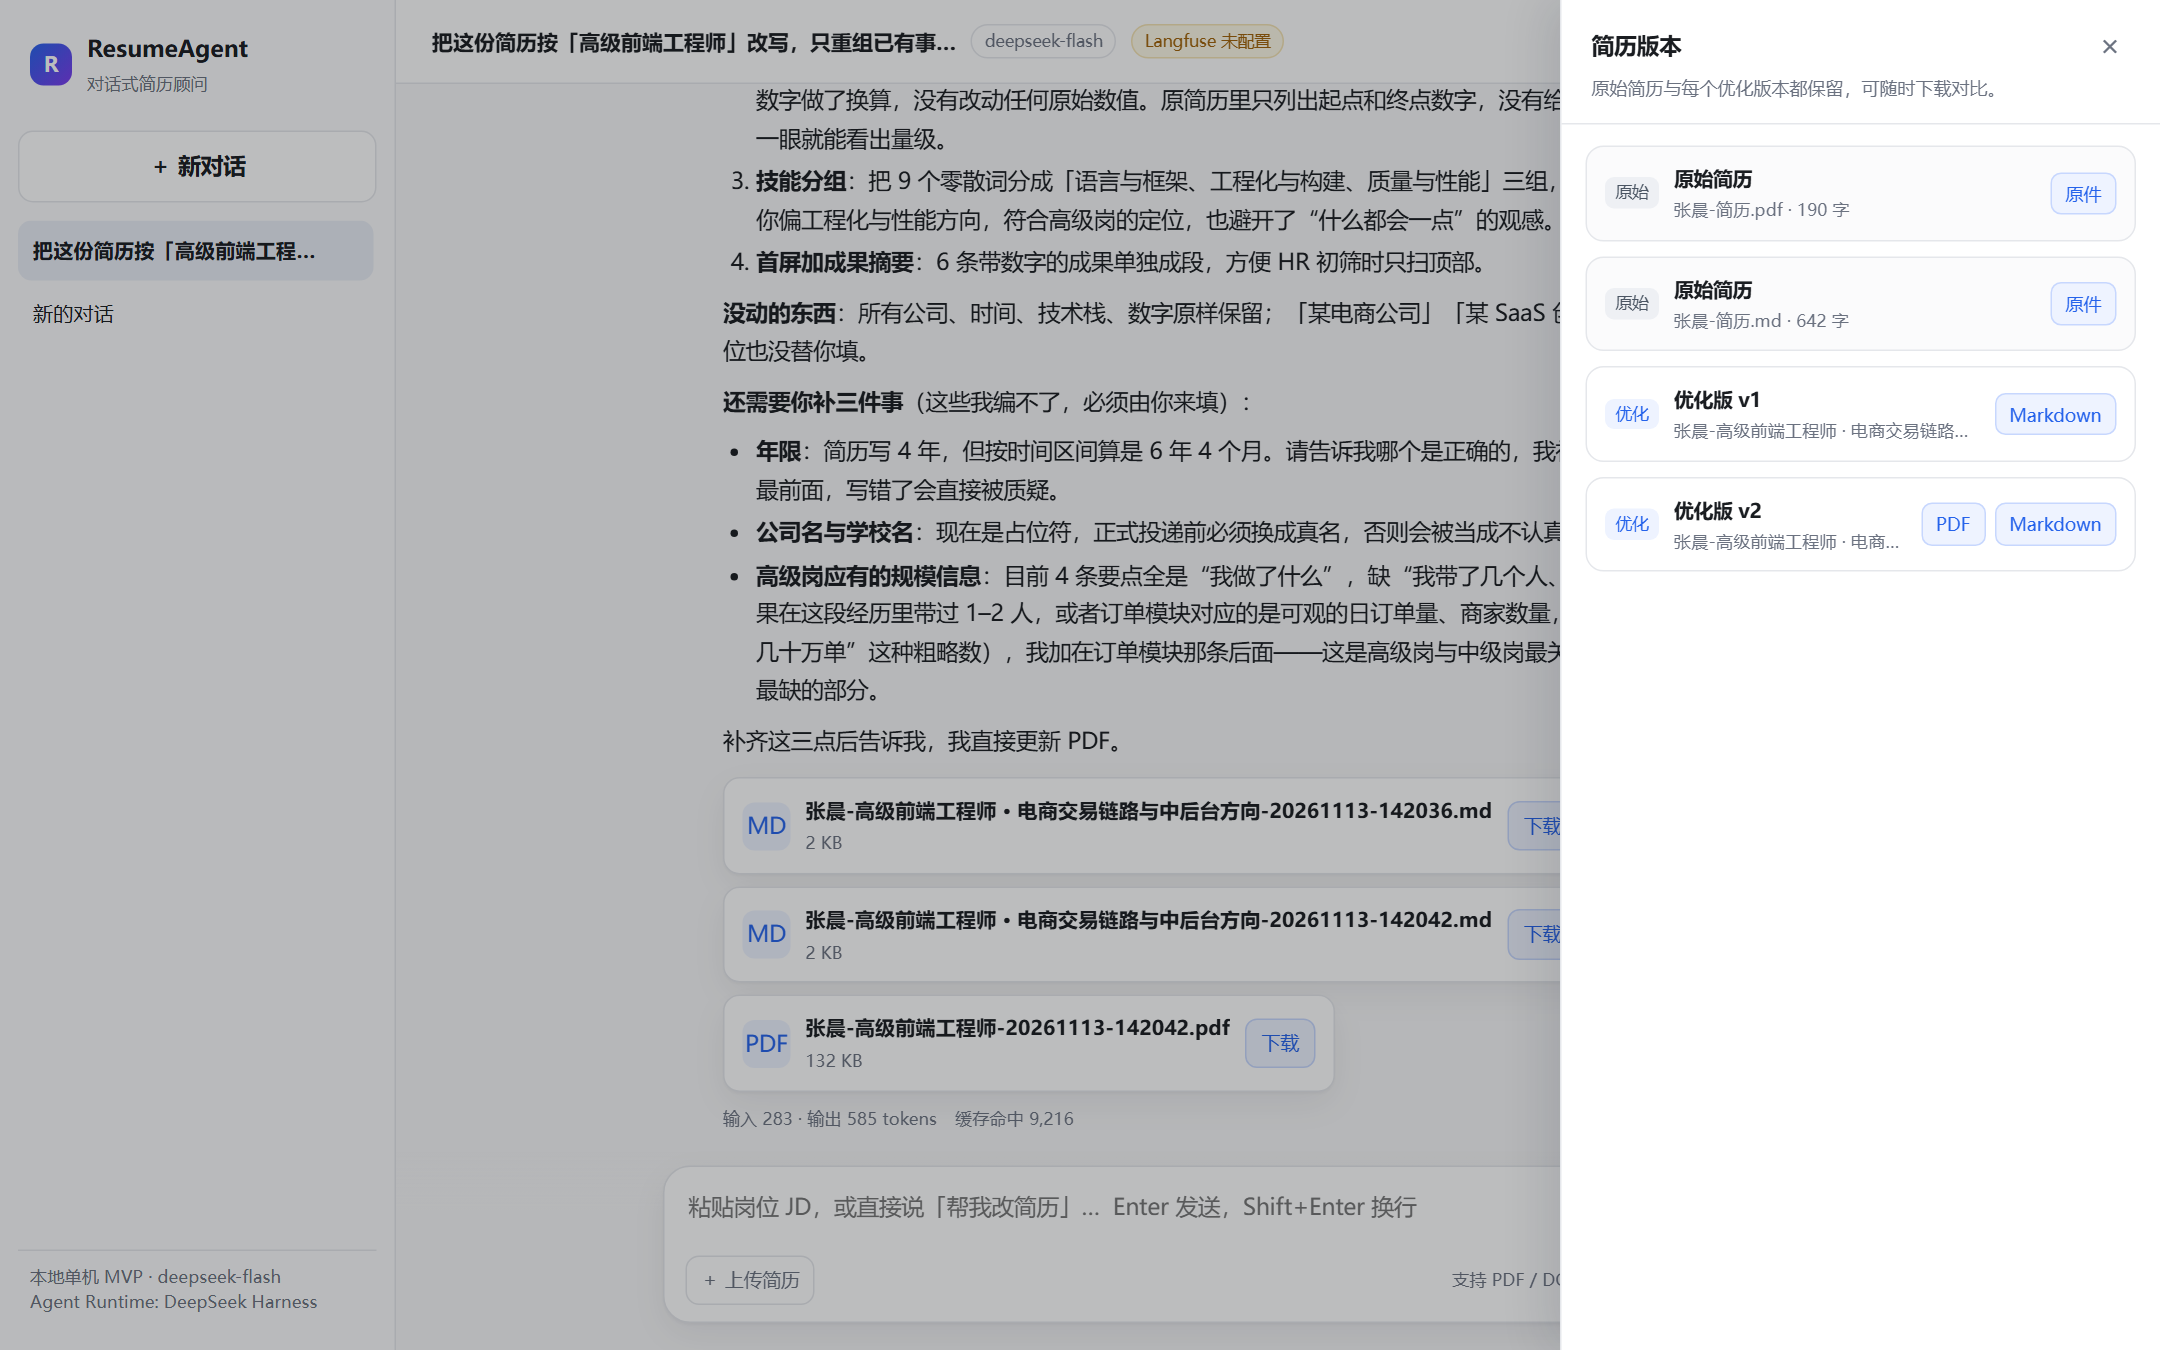 R
ResumeAgent
对话式简历顾问
+ 新对话
把这份简历按「高级前端工程...
新的对话
本地单机 MVP · deepseek-flash
Agent Runtime: DeepSeek Harness
把这份简历按「高级前端工程师」改写，只重组已有事...
deepseek-flash
Langfuse 未配置
数字做了换算，没有改动任何原始数值。原简历里只列出起点和终点数字，没有给
一眼就能看出量级。
3. 技能分组：把 9 个零散词分成「语言与框架、工程化与构建、质量与性能」三组，
你偏工程化与性能方向，符合高级岗的定位，也避开了“什么都会一点”的观感。
4. 首屏加成果摘要：6 条带数字的成果单独成段，方便 HR 初筛时只扫顶部。
没动的东西：所有公司、时间、技术栈、数字原样保留；「某电商公司」「某 SaaS
位也没替你填。
还需要你补三件事（这些我编不了，必须由你来填）：
• 年限：简历写 4 年，但按时间区间算是 6 年 4 个月。请告诉我哪个是正确的，我
最前面，写错了会直接被质疑。
• 公司名与学校名：现在是占位符，正式投递前必须换成真名，否则会被当成不认真
• 高级岗应有的规模信息：目前 4 条要点全是“我做了什么”，缺“我带了几个人、
果在这段经历里带过 1–2 人，或者订单模块对应的是可观的日订单量、商家数量，
几十万单”这种粗略数），我加在订单模块那条后面——这是高级岗与中级岗最关
最缺的部分。
补齐这三点后告诉我，我直接更新 PDF。
MD
张晨-高级前端工程师 • 电商交易链路与中后台方向-20261113-142036.md
2 KB
下载
MD
张晨-高级前端工程师 • 电商交易链路与中后台方向-20261113-142042.md
2 KB
下载
PDF
张晨-高级前端工程师-20261113-142042.pdf
132 KB
下载
输入 283 · 输出 585 tokens 缓存命中 9,216
粘贴岗位 JD，或直接说「帮我改简历」... Enter 发送，Shift+Enter 换行
+ 上传简历
支持 PDF / DO
简历版本
×
原始简历与每个优化版本都保留，可随时下载对比。
原始
原始简历
张晨-简历.pdf · 190 字
原件
原始
原始简历
张晨-简历.md · 642 字
原件
优化
优化版 v1
张晨-高级前端工程师 · 电商交易链路...
Markdown
优化
优化版 v2
张晨-高级前端工程师 · 电商...
PDF
Markdown